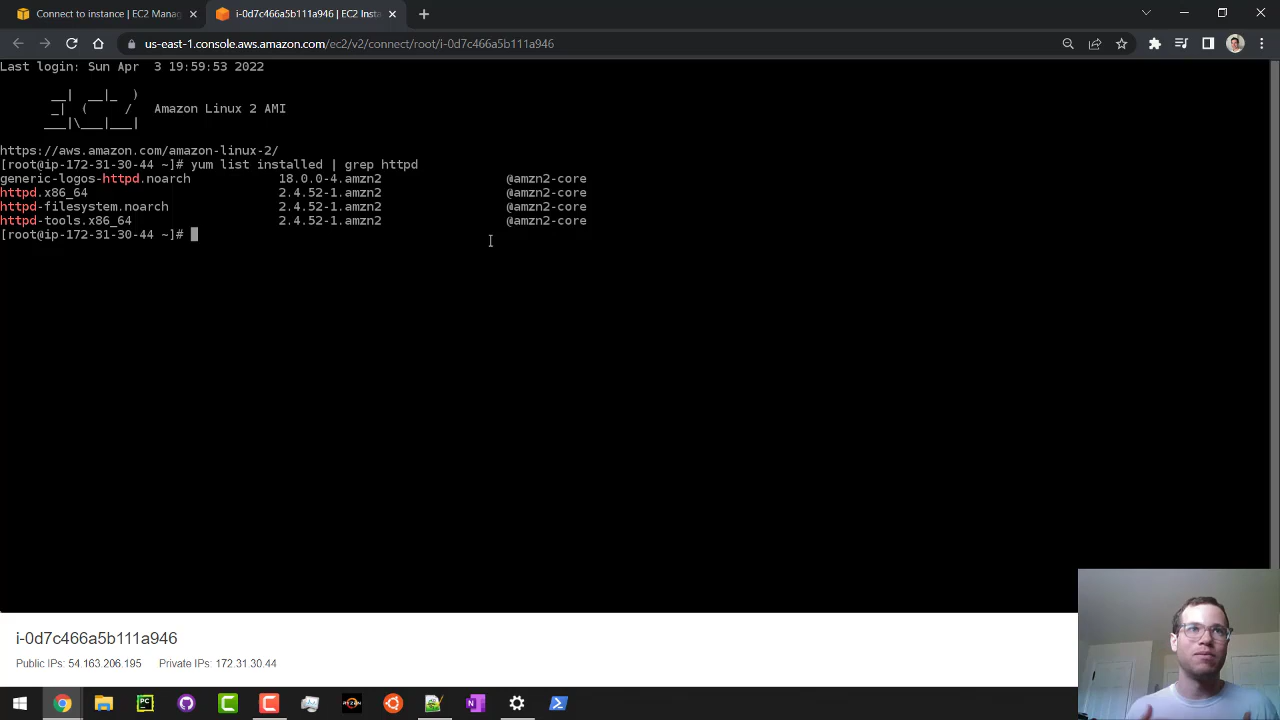 Connect to instance | EC2 Manag
i-0d7c466a5b111a946 | EC2 Insta
us-east-1.console.aws.amazon.com/ec2/v2/connect/root/i-0d7c466a5b111a946
Last login: Sun Apr  3 19:59:53 2022
       __|  __|_  )
       _|  (     /   Amazon Linux 2 AMI
      ___|\___|___|
https://aws.amazon.com/amazon-linux-2/
[root@ip-172-31-30-44 ~]# yum list installed | grep httpd
generic-logos-httpd.noarch 18.0.0-4.amzn2 @amzn2-core
httpd.x86_64 2.4.52-1.amzn2 @amzn2-core
httpd-filesystem.noarch 2.4.52-1.amzn2 @amzn2-core
httpd-tools.x86_64 2.4.52-1.amzn2 @amzn2-core
[root@ip-172-31-30-44 ~]#
i-0d7c466a5b111a946
Public IPs: 54.163.206.195 Private IPs: 172.31.30.44
PC
RYZEN
N